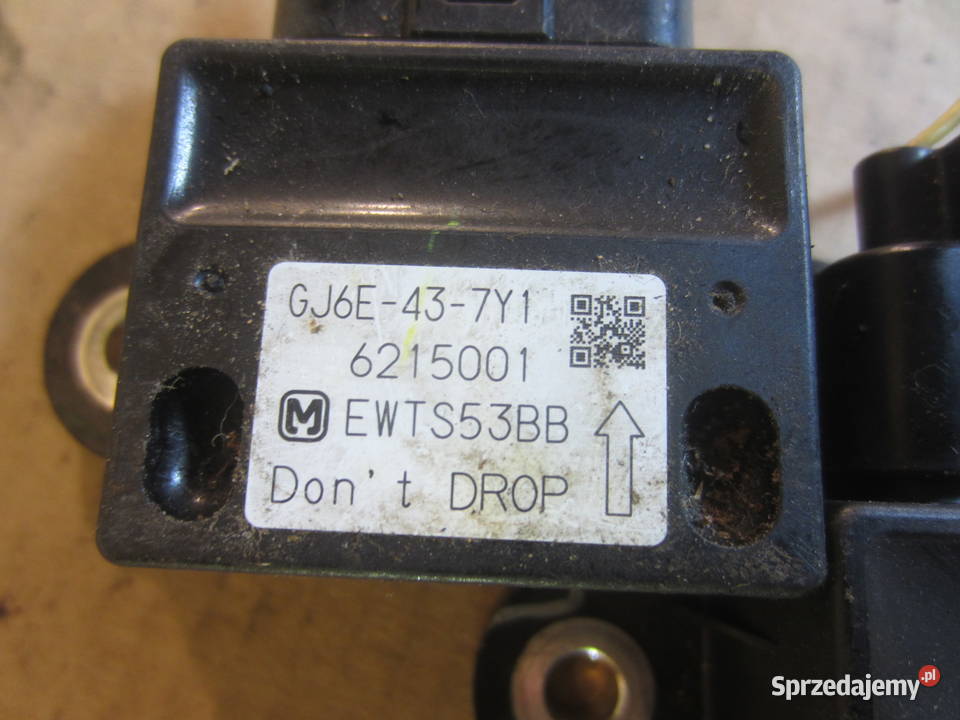 GJ6E-43-7Y1
6215001
M EWTS53BB
Don't DROP
Sprzedajemy.pl